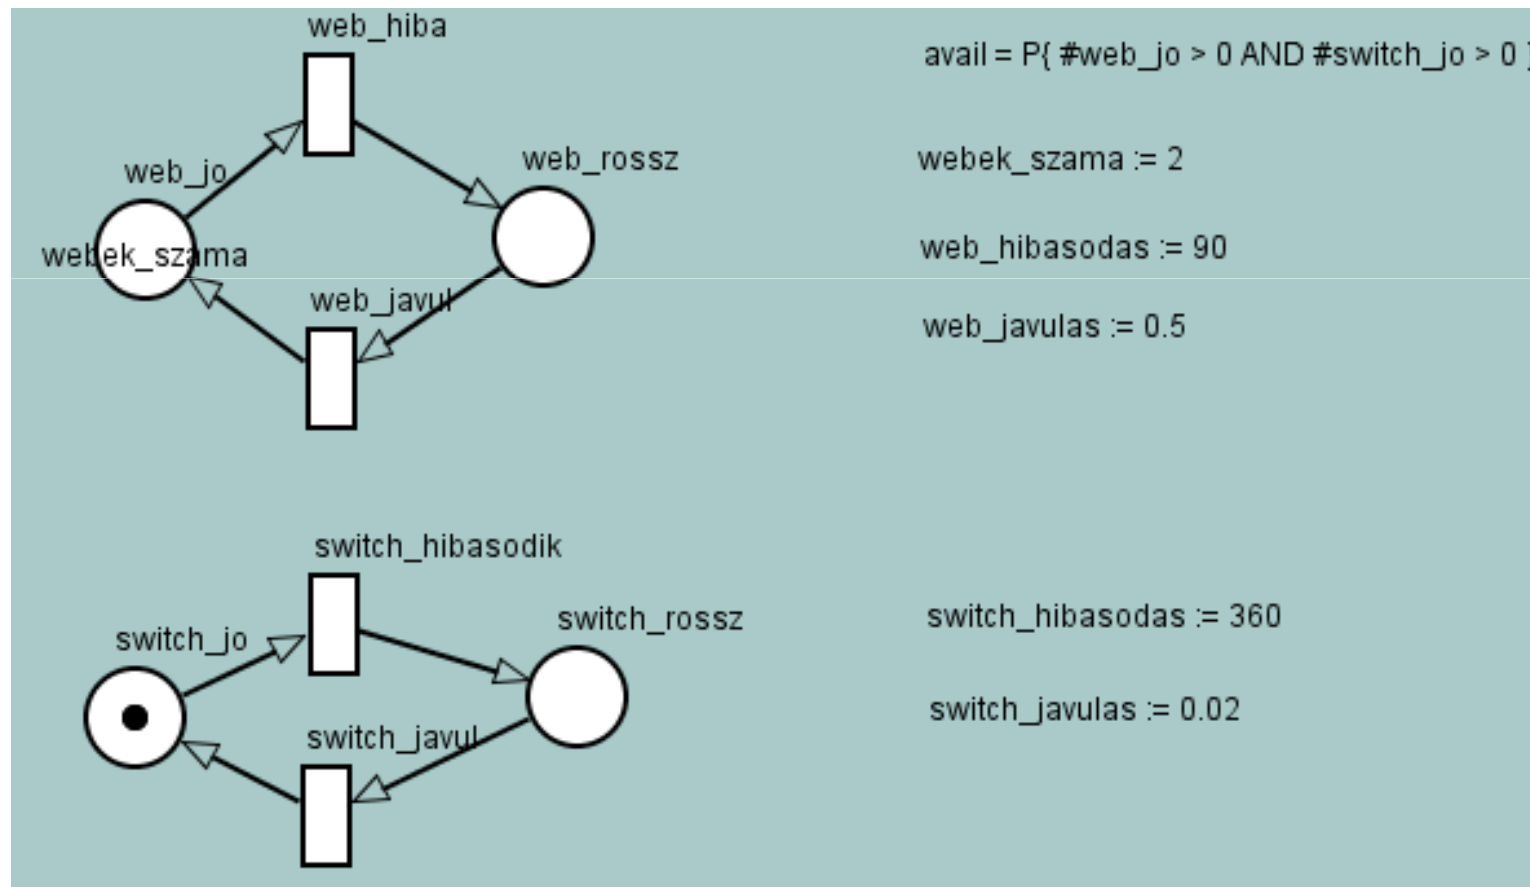 web_hiba
avail = P{ #web_jo > 0 AND #switch_jo > 0 }
web_jo
web_rossz
webek_szama := 2
webek_szama
web_hibasodas := 90
web_javul
web_javulas := 0.5
switch_hibasodik
switch_jo
switch_rossz
switch_hibasodas := 360
switch_javul
switch_javulas := 0.02